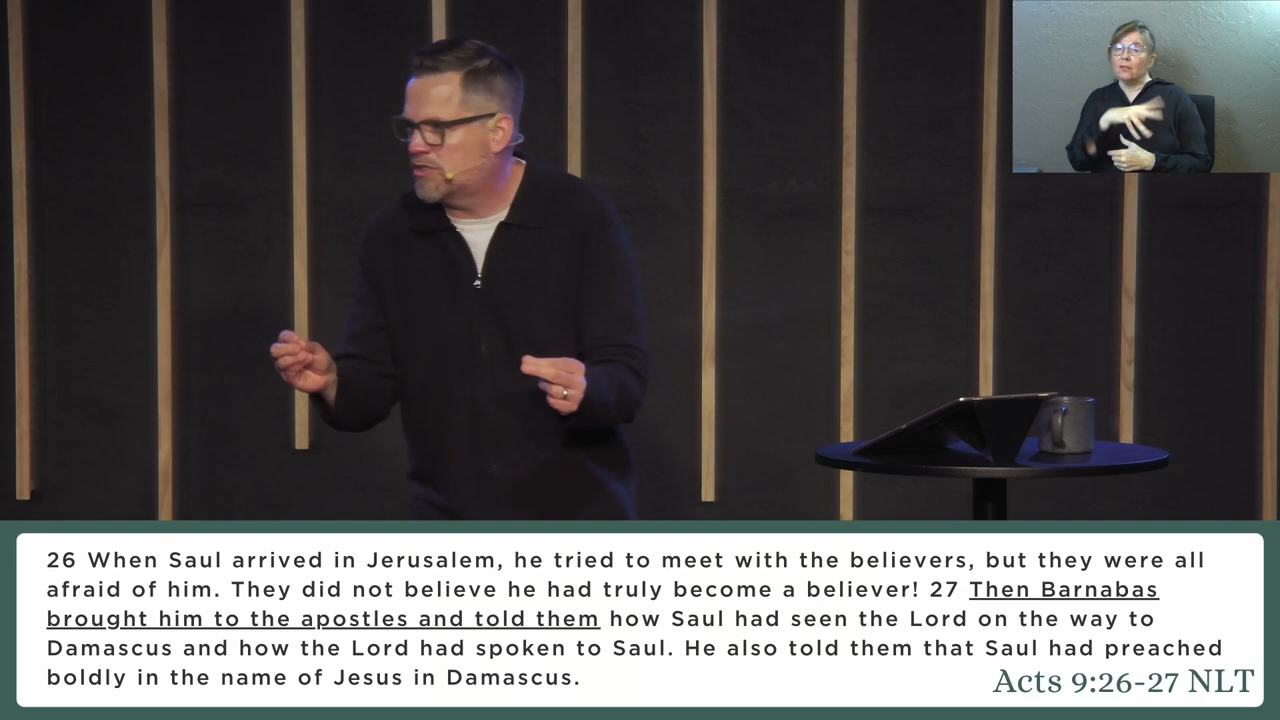 26 When Saul arrived in Jerusalem, he tried to meet with the believers, but they were all
afraid of him. They did not believe he had truly become a believer! 27 Then Barnabas
brought him to the apostles and told them how Saul had seen the Lord on the way to
Damascus and how the Lord had spoken to Saul. He also told them that Saul had preached
boldly in the name of Jesus in Damascus.
Acts 9:26-27 NLT